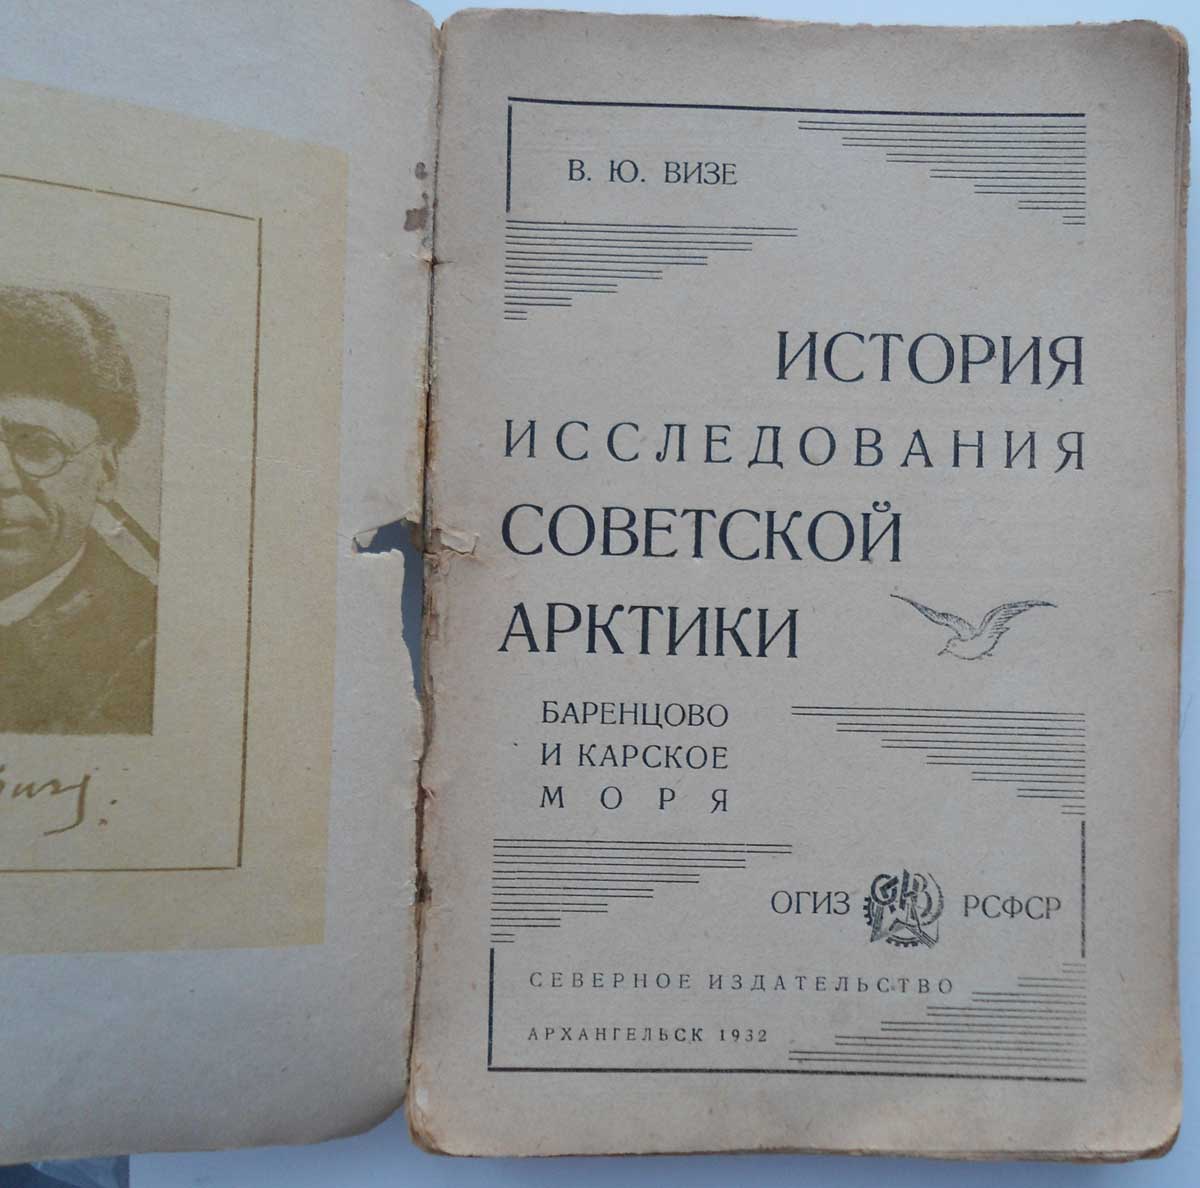 В. Ю. ВИЗЕ
ИСТОРИЯ
ИССЛЕДОВАНИЯ
СОВЕТСКОЙ
АРКТИКИ
БАРЕНЦОВО
И КАРСКОЕ
МОРЯ
ОГИЗ РСФСР
СЕВЕРНОЕ ИЗДАТЕЛЬСТВО
АРХАНГЕЛЬСК 1932